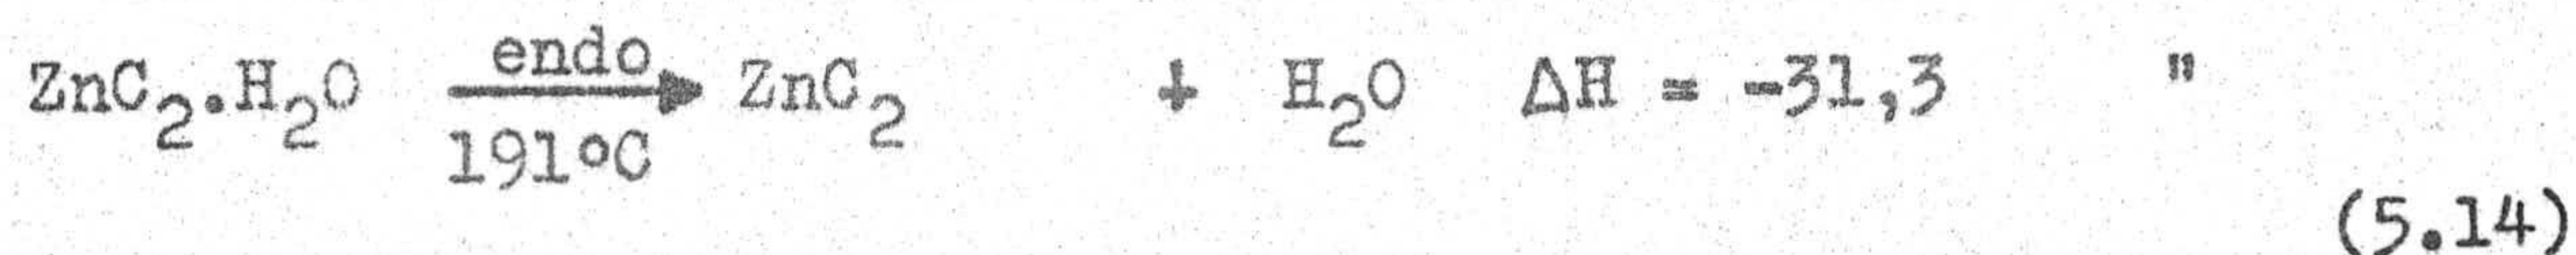 ZnC₂.H₂O endo 191°C → ZnC₂ + H₂O ΔH = -31,3 "
(5.14)